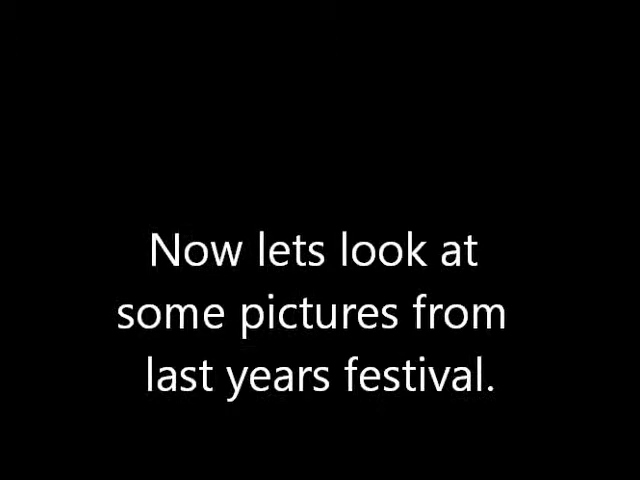 Now lets look at
some pictures from
last years festival.